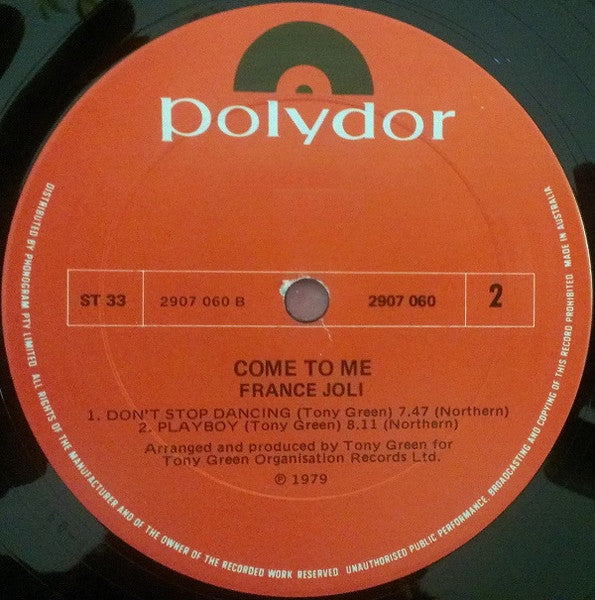 polydor
ST 33 2907 060 B 2907 060 2
COME TO ME
FRANCE JOLI
1. DON'T STOP DANCING (Tony Green) 7.47 (Northern)
2. PLAYBOY (Tony Green) 8.11 (Northern)
Arranged and produced by Tony Green for
Tony Green Organisation Records Ltd.
℗ 1979
DISTRIBUTED BY PHONOGRAM PTY LIMITED ALL RIGHTS OF THE MANUFACTURER AND OF THE OWNER OF THE RECORDED WORK RESERVED UNAUTHORISED PUBLIC PERFORMANCE, BROADCASTING AND COPYING OF THIS RECORD PROHIBITED MADE IN AUSTRALIA